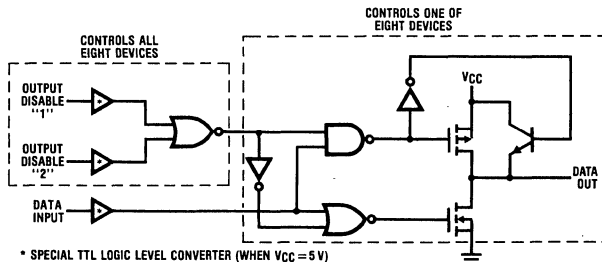 CONTROLS ONE OF
EIGHT DEVICES
CONTROLS ALL
EIGHT DEVICES
OUTPUT
DISABLE
"1"
OUTPUT
DISABLE
"2"
DATA
INPUT
*
*
*
VCC
DATA
OUT
* SPECIAL TTL LOGIC LEVEL CONVERTER (WHEN VCC = 5 V)